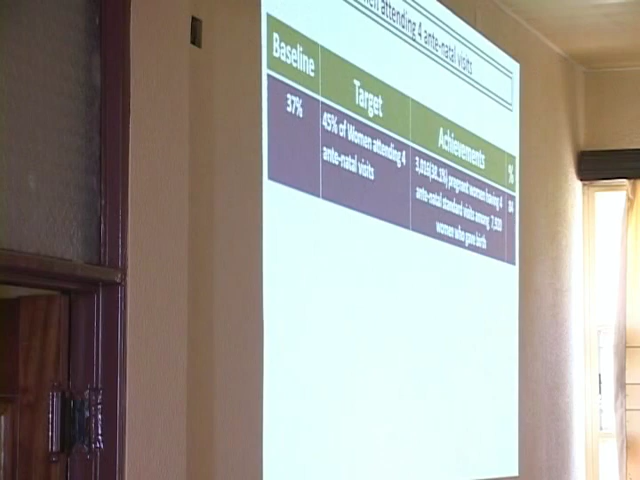 attending 4 ante-natal visits
Baseline Target Achievements %
37%
45% of Women attending 4
ante-natal visits
pregnant women having 4
ante-natal standard visits among
women who gave birth
84